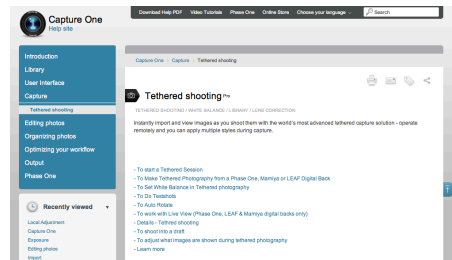 Capture One
Help site
Download Help PDF Video Tutorials Phase One Online Store Choose your language Search
Introduction
Library
User Interface
Capture
Tethered shooting
Editing photos
Organizing photos
Optimizing your workflow
Output
Phase One
Recently viewed
Local Adjustment
Capture One
Exposure
Editing photos
Import
Capture One Capture Tethered shooting
Tethered shooting Pro
TETHERED SHOOTING / WHITE BALANCE / LIBRARY / LENS CORRECTION
Instantly import and view images as you shoot them with the world's most advanced tethered capture solution - operate
remotely and you can apply multiple styles during capture.
- To start a Tethered Session
- To Make Tethered Photography from a Phase One, Mamiya or LEAF Digital Back
- To Set White Balance in Tethered photography
- To Do Testshots
- To Auto Rotate
- To work with Live View (Phase One, LEAF & Mamiya digital backs only)
- Details - Tethred shooting
- To shoot into a draft
- To adjust what images are shown during tethered photography
- Learn more